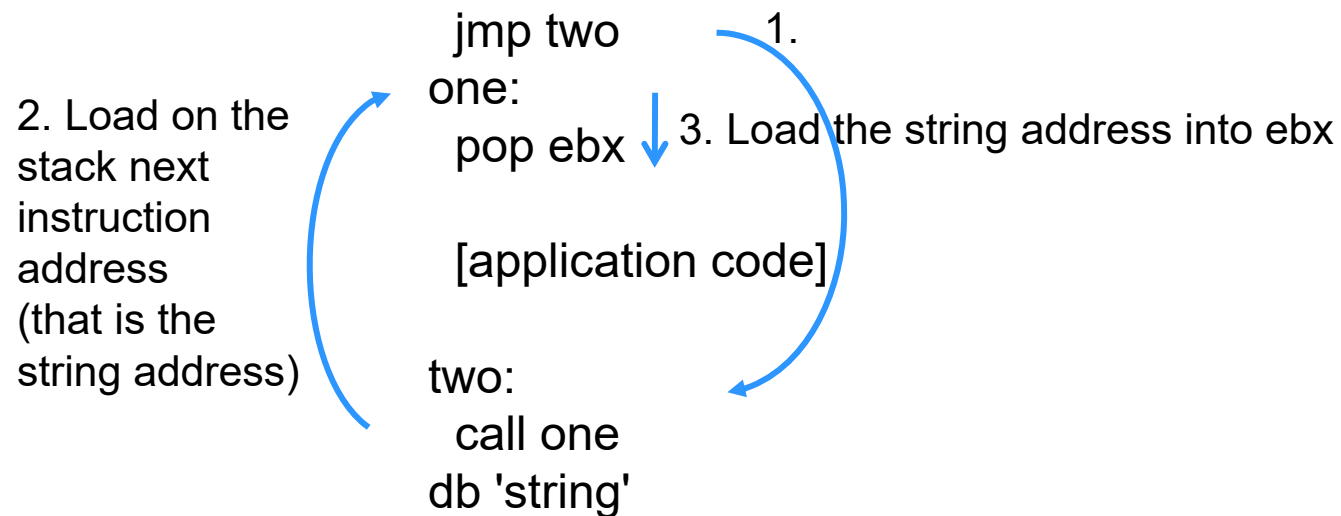 jmp two
1.
one:
2. Load on the
stack next
instruction
address
(that is the
string address)
pop ebx
3. Load the string address into ebx
[application code]
two:
call one
db 'string'